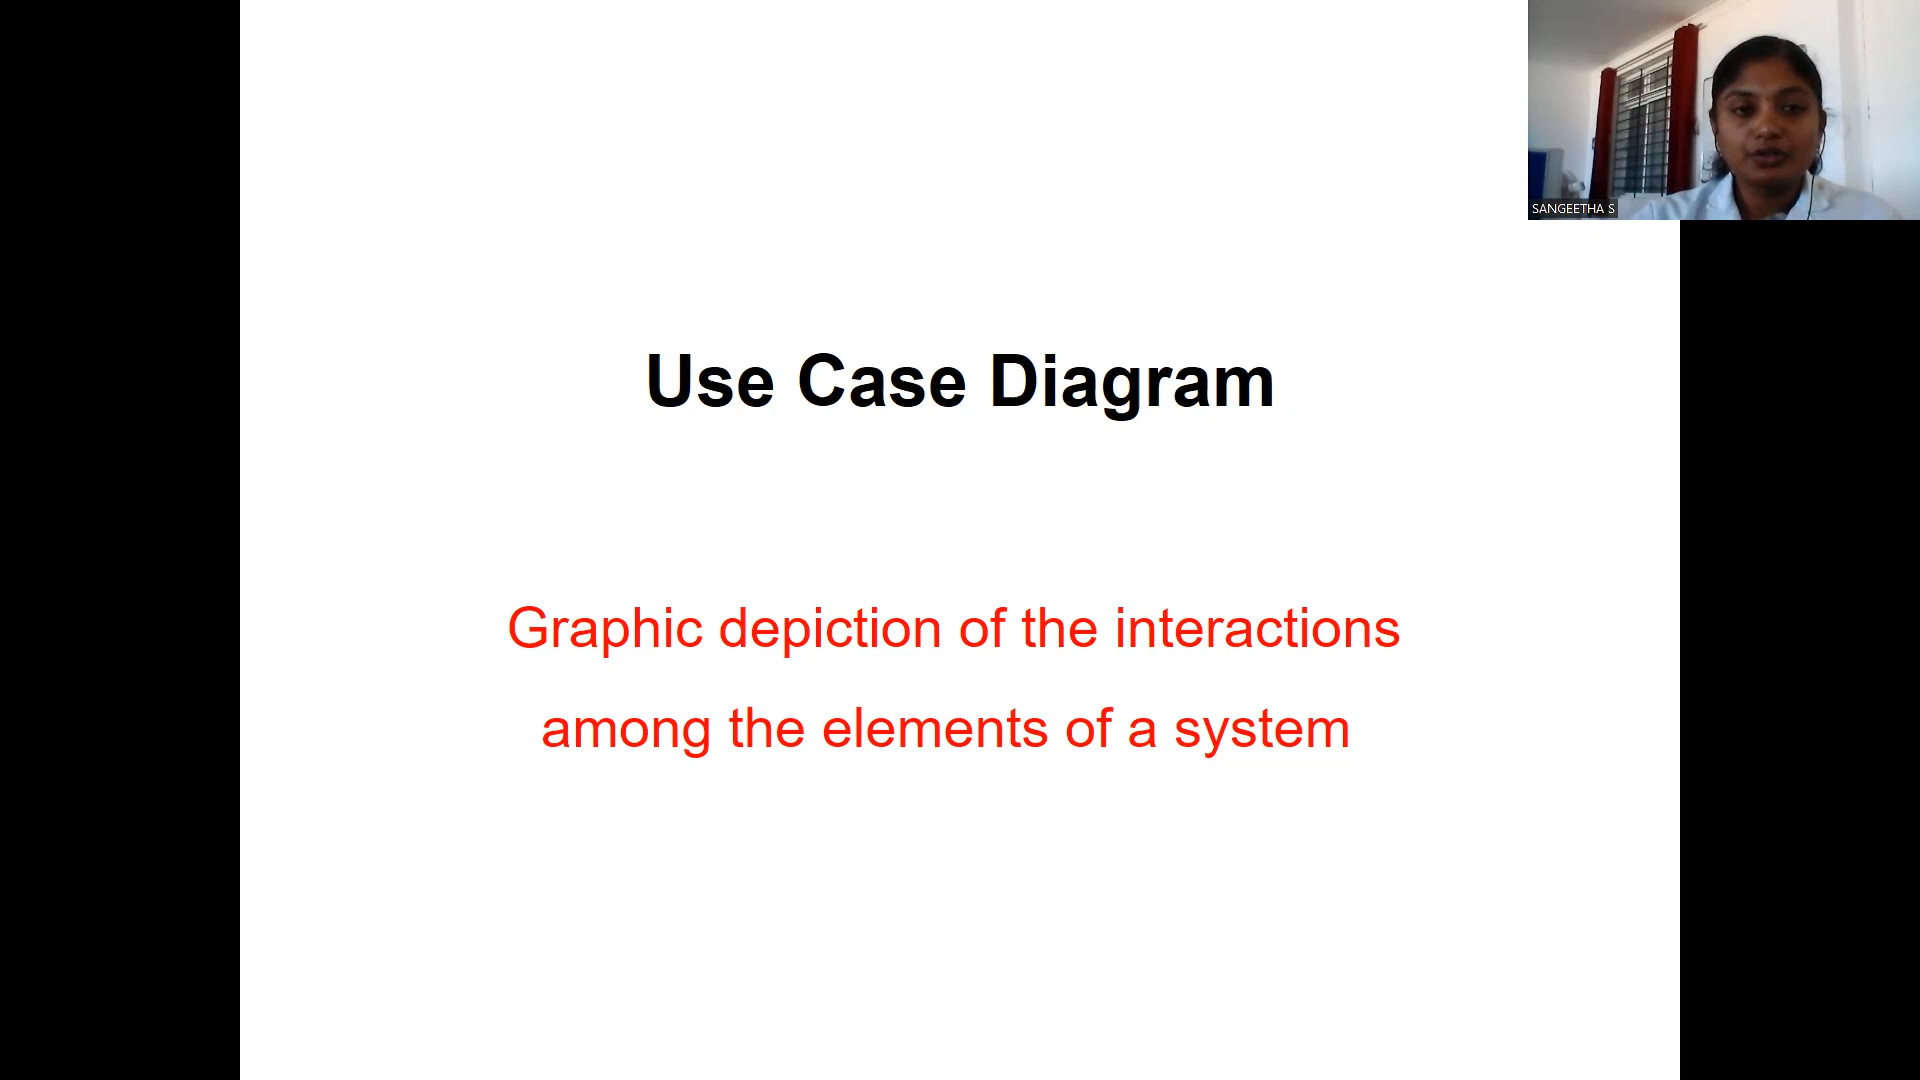 SANGEETHA S
Use Case Diagram
Graphic depiction of the interactions
among the elements of a system